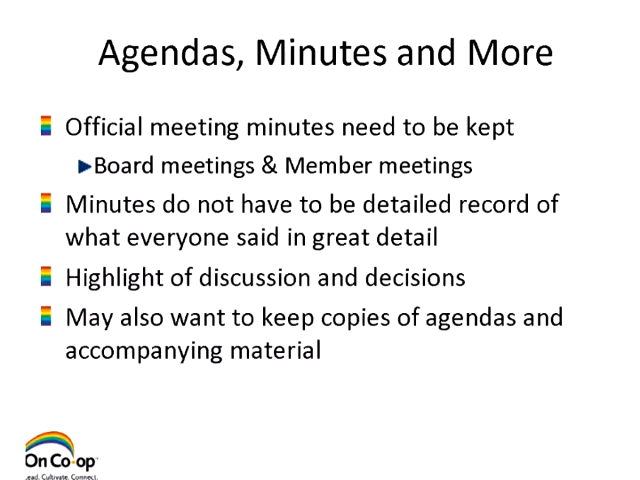 Agendas, Minutes and More
Official meeting minutes need to be kept
Board meetings & Member meetings
Minutes do not have to be detailed record of
what everyone said in great detail
Highlight of discussion and decisions
May also want to keep copies of agendas and
accompanying material
On Co-op
ead. Cultivate. Connect.